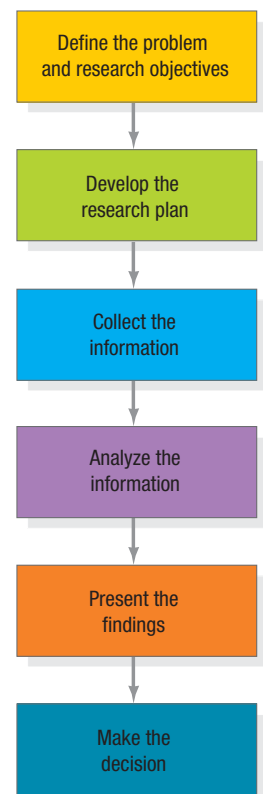 Define the problem
and research objectives
Develop the
research plan
Collect the
information
Analyze the
information
Present the
findings
Make the
decision